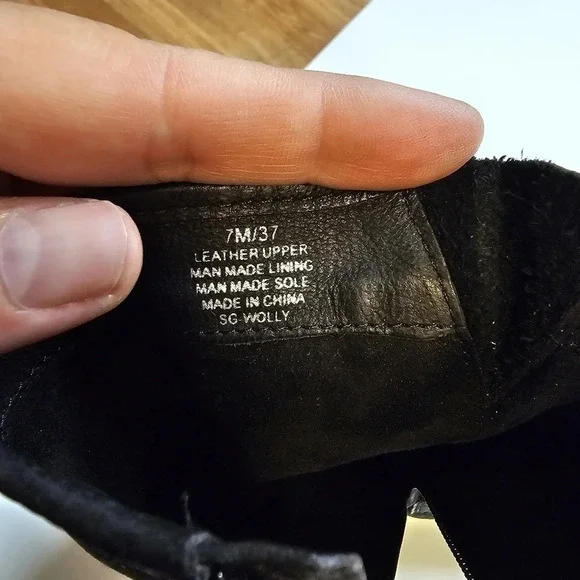 7M/37
LEATHER UPPER
MAN MADE LINING
MAN MADE SOLE
MADE IN CHINA
SG-WOLLY